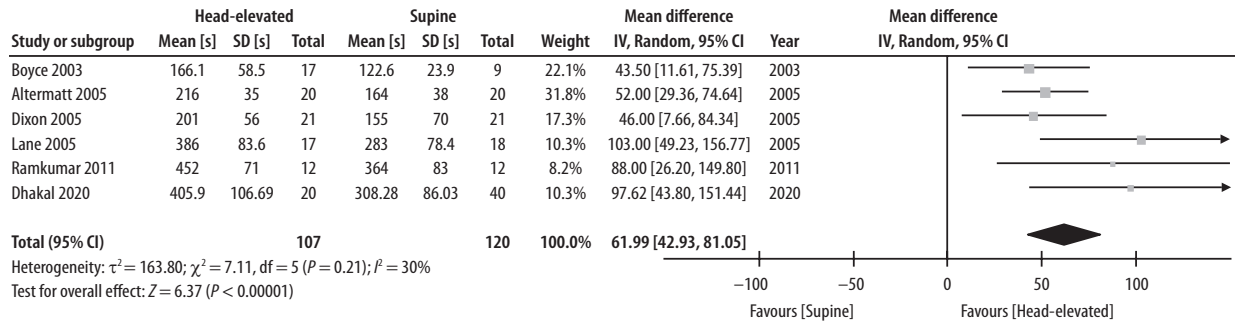 Head-elevated Supine Mean difference Mean difference
Study or subgroup Mean [s] SD [s] Total Mean [s] SD [s] Total Weight IV, Random, 95% CI Year IV, Random, 95% CI
Boyce 2003 166.1 58.5 17 122.6 23.9 9 22.1% 43.50 [11.61, 75.39] 2003
Altermatt 2005 216 35 20 164 38 20 31.8% 52.00 [29.36, 74.64] 2005
Dixon 2005 201 56 21 155 70 21 17.3% 46.00 [7.66, 84.34] 2005
Lane 2005 386 83.6 17 283 78.4 18 10.3% 103.00 [49.23, 156.77] 2005
Ramkumar 2011 452 71 12 364 83 12 8.2% 88.00 [26.20, 149.80] 2011
Dhakal 2020 405.9 106.69 20 308.28 86.03 40 10.3% 97.62 [43.80, 151.44] 2020
Total (95% CI) 107 120 100.0% 61.99 [42.93, 81.05]
Heterogeneity: τ² = 163.80; χ² = 7.11, df = 5 (P = 0.21); I² = 30%
Test for overall effect: Z = 6.37 (P < 0.00001)
−100 −50 0 50 100
Favours [Supine] Favours [Head-elevated]